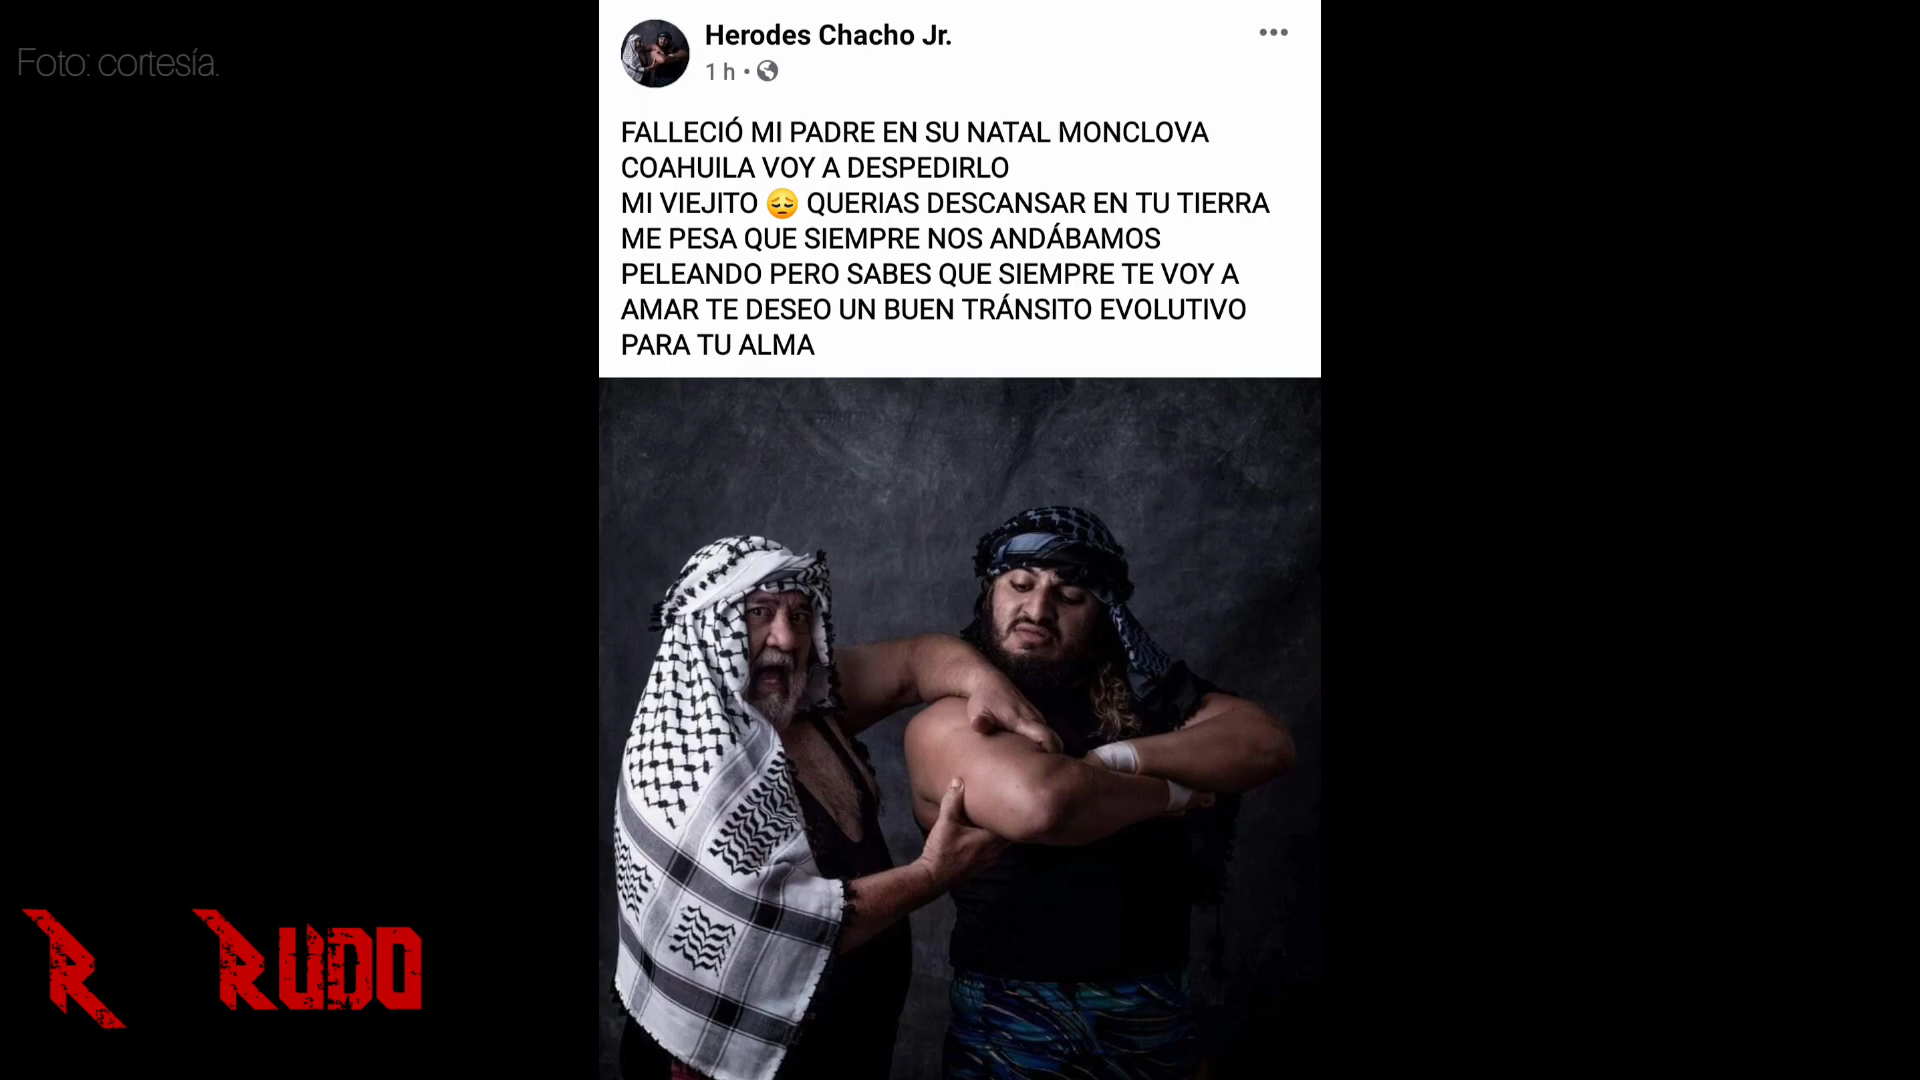 Foto: cortesía.
Herodes Chacho Jr.
1 h •
FALLECIÓ MI PADRE EN SU NATAL MONCLOVA
COAHUILA VOY A DESPEDIRLO
MI VIEJITO 😔 QUERIAS DESCANSAR EN TU TIERRA
ME PESA QUE SIEMPRE NOS ANDÁBAMOS
PELEANDO PERO SABES QUE SIEMPRE TE VOY A
AMAR TE DESEO UN BUEN TRÁNSITO EVOLUTIVO
PARA TU ALMA
R RUDO